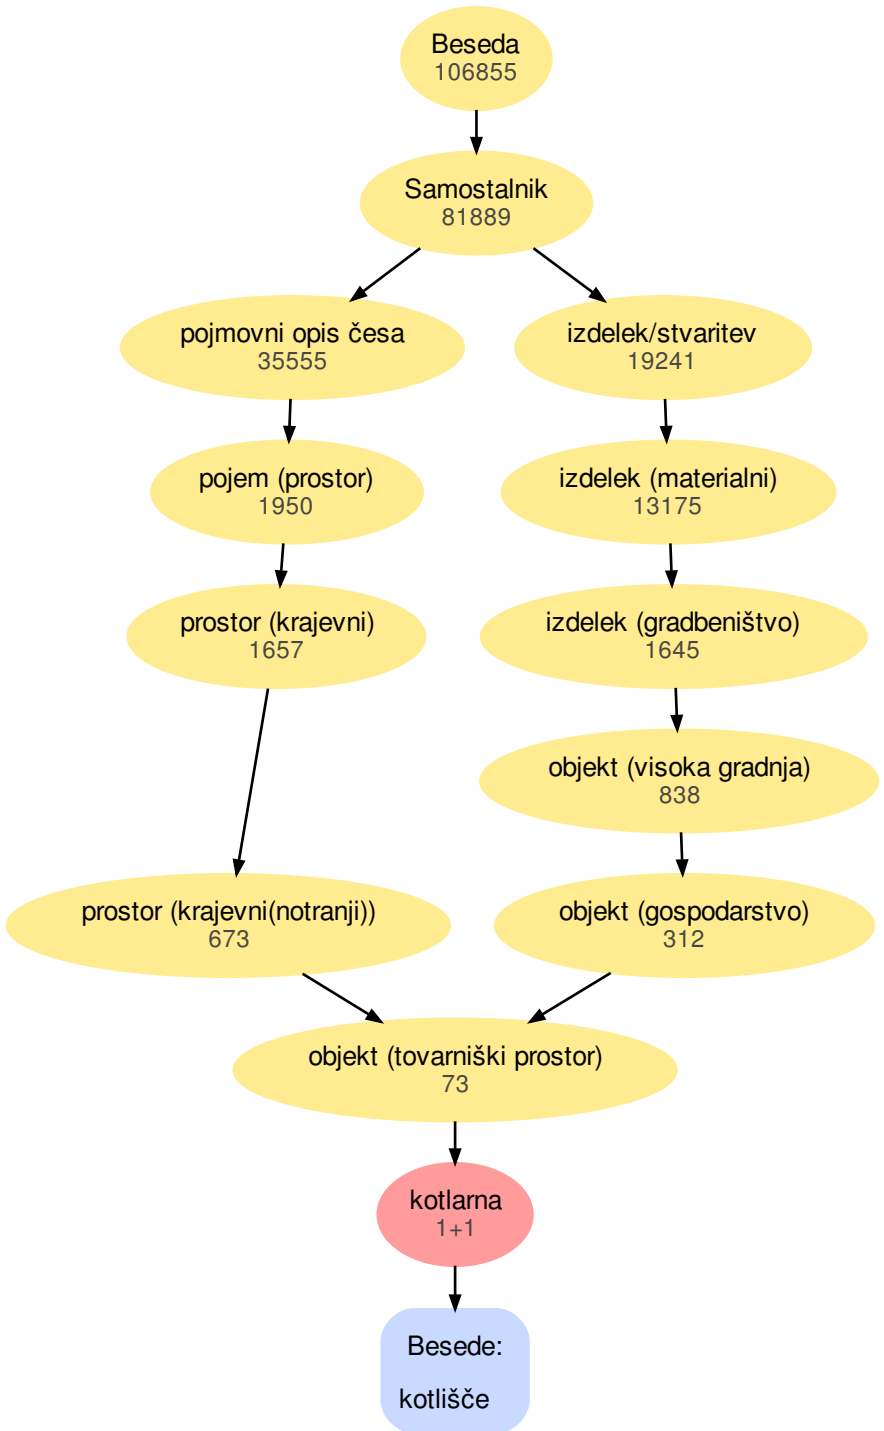 Beseda
106855
Samostalnik
81889
pojmovni opis česa
35555
izdelek/stvaritev
19241
pojem (prostor)
1950
izdelek (materialni)
13175
prostor (krajevni)
1657
izdelek (gradbeništvo)
1645
objekt (visoka gradnja)
838
prostor (krajevni(notranji))
673
objekt (gospodarstvo)
312
objekt (tovarniški prostor)
73
kotlarna
1+1
Besede:
kotlišče